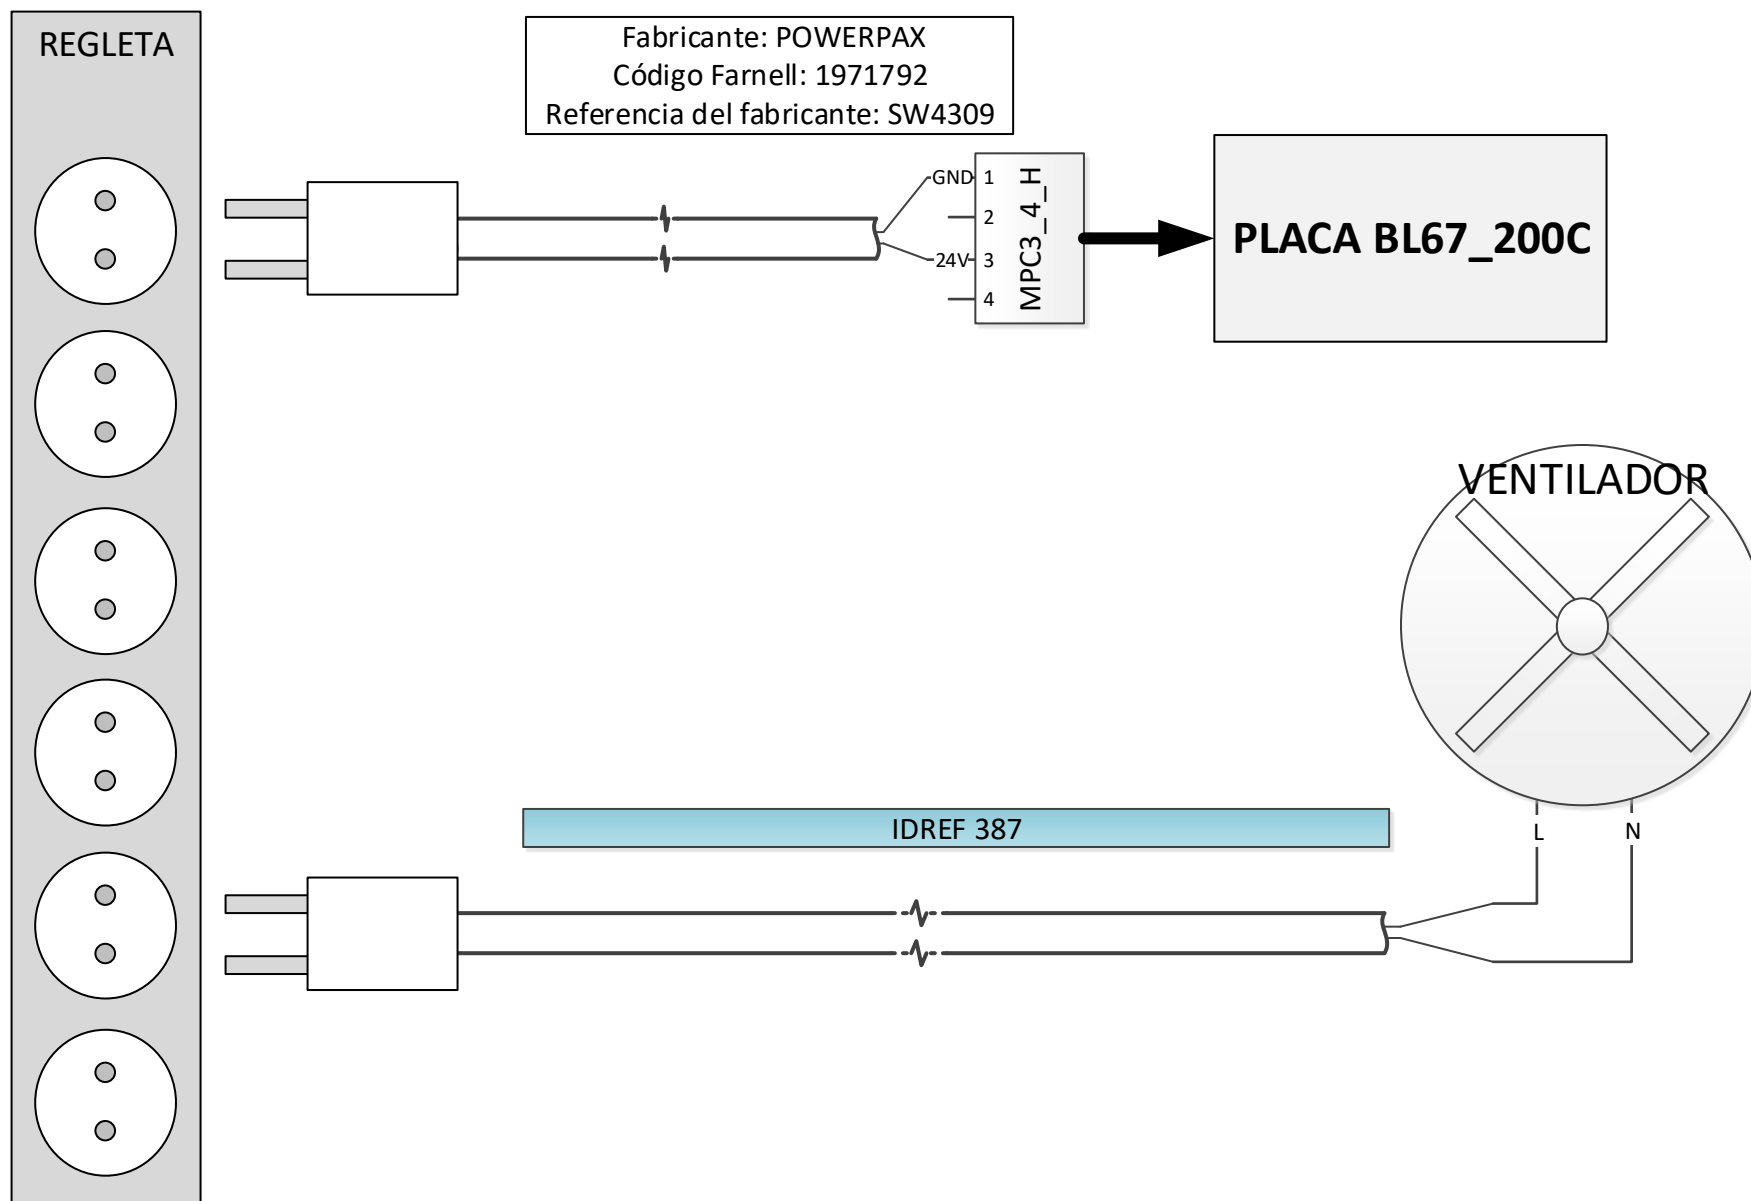 REGLETA
Fabricante: POWERPAX
Código Farnell: 1971792
Referencia del fabricante: SW4309
GND 1
2
24V 3
4
MPC3_4_H
PLACA BL67_200C
VENTILADOR
IDREF 387
L N